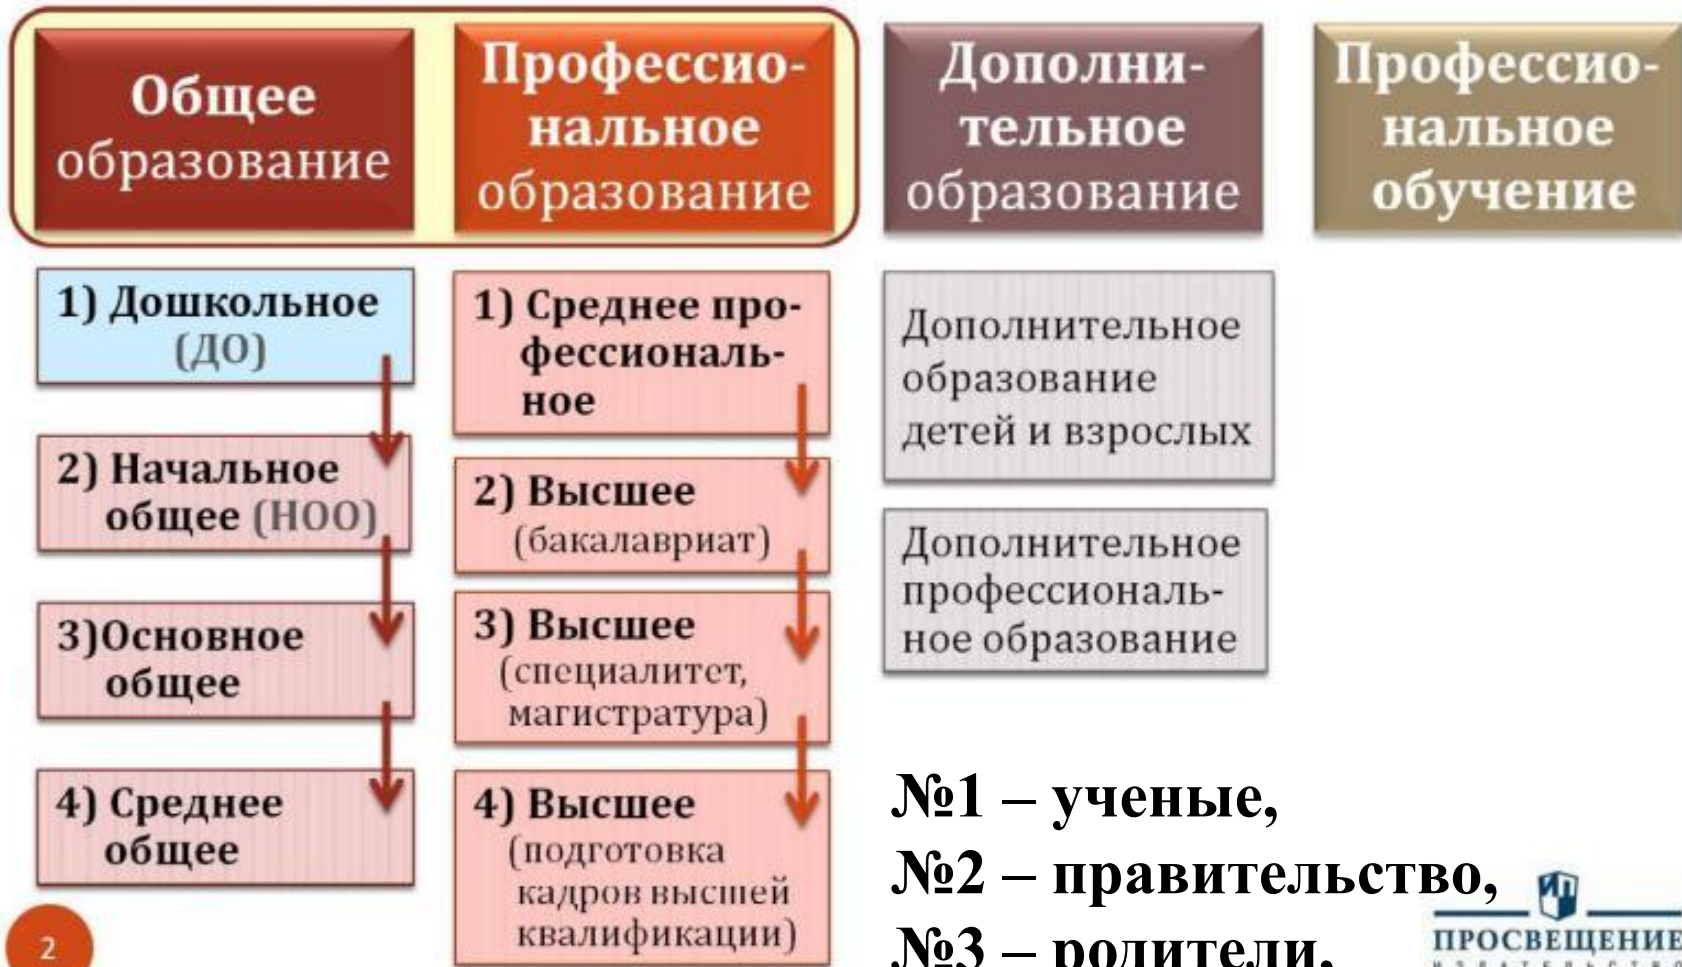 Общее
образование
Профессио-
нальное
образование
Дополни-
тельное
образование
Профессио-
нальное
обучение
1) Дошкольное
(ДО)
2) Начальное
общее (НОО)
3)Основное
общее
4) Среднее
общее
1) Среднее про-
фессиональ-
ное
2) Высшее
(бакалавриат)
3) Высшее
(специалитет,
магистратура)
4) Высшее
(подготовка
кадров высшей
квалификации)
Дополнительное
образование
детей и взрослых
Дополнительное
профессиональ-
ное образование
№1 – ученые,
№2 – правительство,
№3 – родители,
ПРОСВЕЩЕНИЕ
ИЗДАТЕЛЬСТВО
2